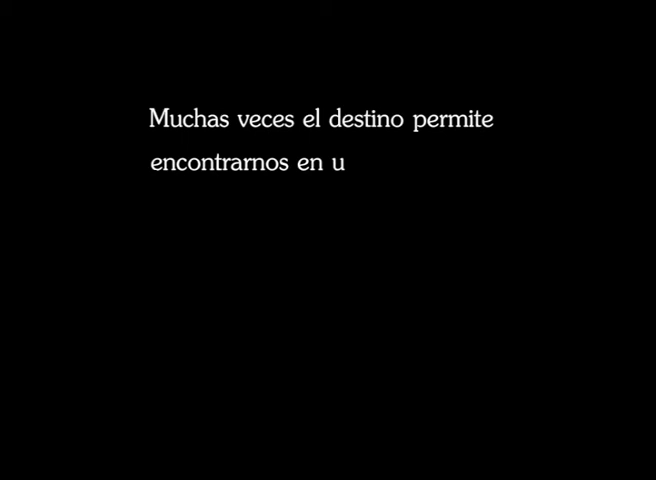 Muchas veces el destino permite
encontrarnos en u